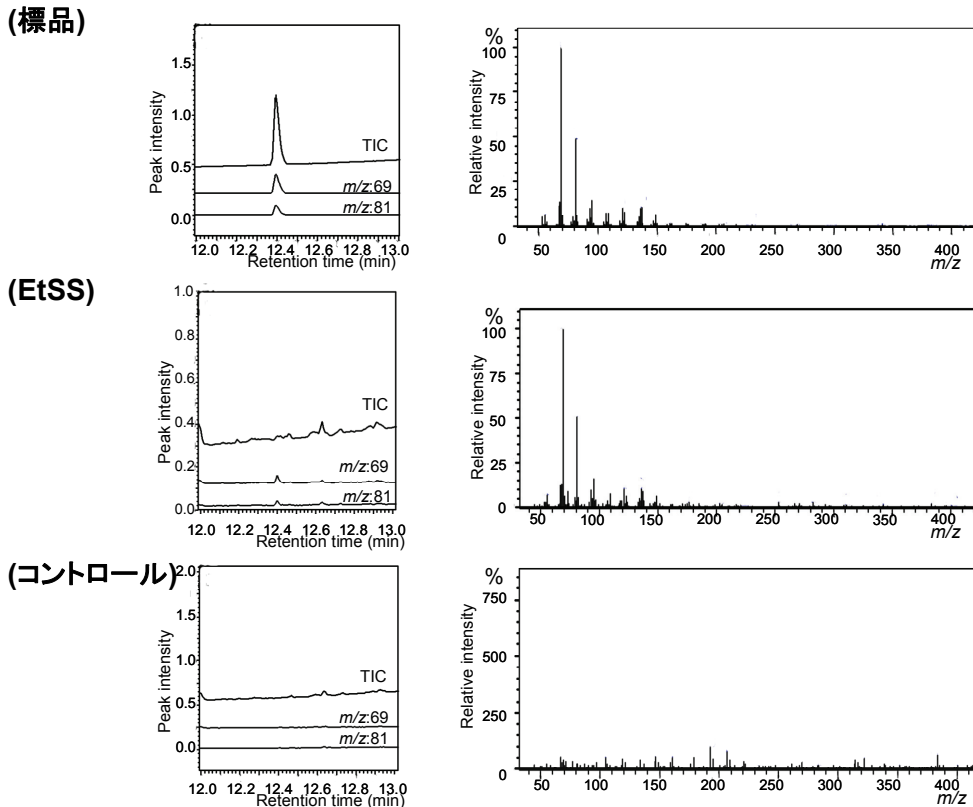 (標品)
Peak intensity
1.5
1.0
0.5
0.0
TIC
m/z:69
m/z:81
12.0 12.2 12.4 12.6 12.8 13.0
Retention time (min)
%
Relative intensity
100
75
50
25
0
50 100 150 200 250 300 350 400
m/z
(EtSS)
Peak intensity
1.0
0.8
0.6
0.4
0.2
0.0
TIC
m/z:69
m/z:81
12.0 12.2 12.4 12.6 12.8 13.0
Retention time (min)
%
Relative intensity
100
75
50
25
0
50 100 150 200 250 300 350 400
m/z
(コントロール)
Peak intensity
2.0
1.5
1.0
0.5
0.0
TIC
m/z:69
m/z:81
12.0 12.2 12.4 12.6 12.8 13.0
Retention time (min)
%
Relative intensity
100
750
500
250
0
50 100 150 200 250 300 350 400
m/z